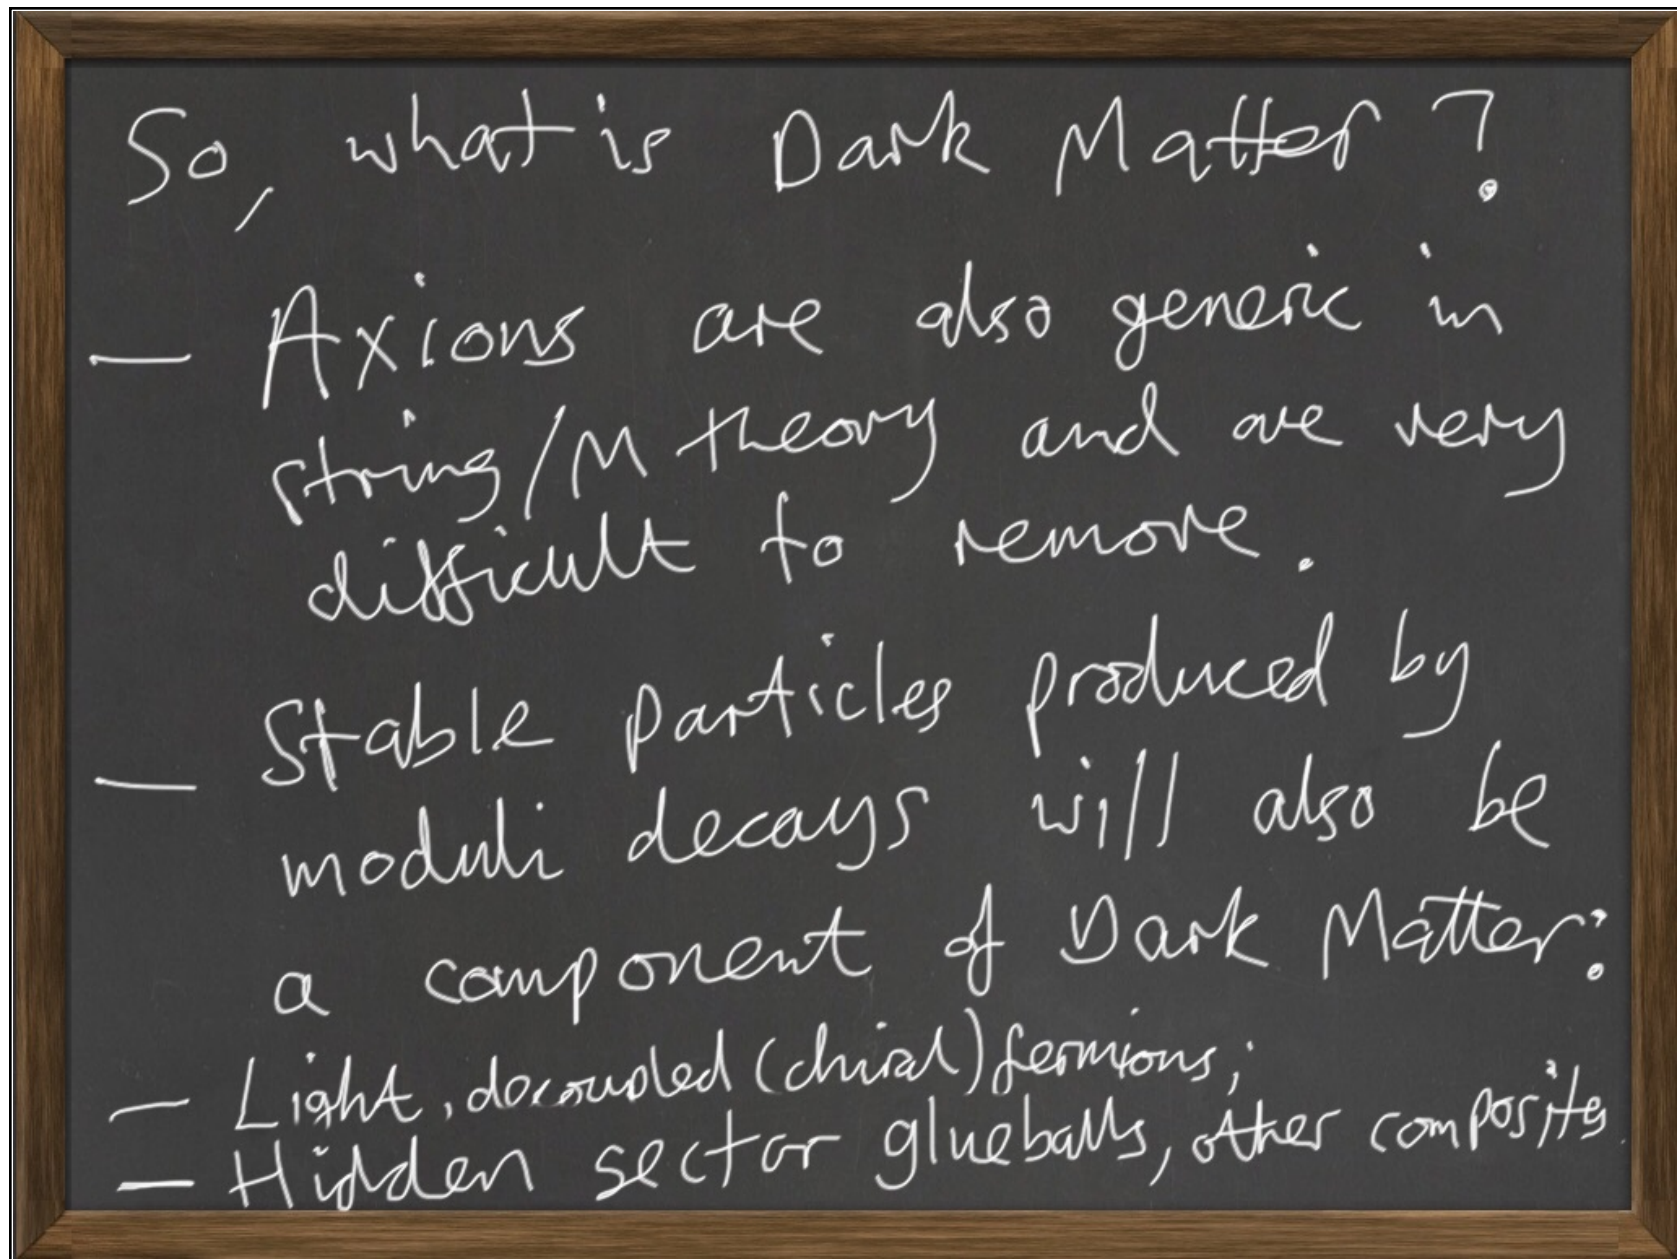 So, what is Dark Matter?
— Axions are also generic in
string/M theory and are very
difficult to remove.
— Stable particles produced by
moduli decays will also be
a component of Dark Matter:
— Light, decoupled (chiral) fermions;
— Hidden sector glueballs, other composites